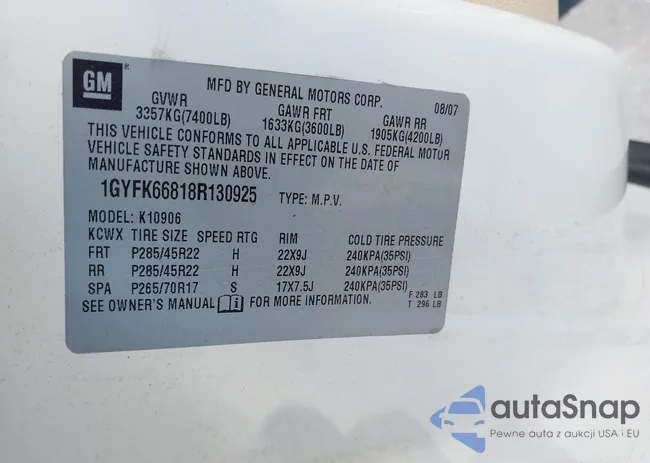 GM ®
MFD BY GENERAL MOTORS CORP. 08/07
GVWR GAWR FRT GAWR RR
3357KG(7400LB) 1633KG(3600LB) 1905KG(4200LB)
THIS VEHICLE CONFORMS TO ALL APPLICABLE U.S. FEDERAL MOTOR
VEHICLE SAFETY STANDARDS IN EFFECT ON THE DATE OF
MANUFACTURE SHOWN ABOVE.
1GYFK66818R130925 TYPE: M.P.V.
MODEL: K10906
KCWX TIRE SIZE SPEED RTG RIM COLD TIRE PRESSURE
FRT P285/45R22 H 22X9J 240KPA(35PSI)
RR P285/45R22 H 22X9J 240KPA(35PSI)
SPA P265/70R17 S 17X7.5J 240KPA(35PSI)
SEE OWNER'S MANUAL i FOR MORE INFORMATION.
F 283 LB
T 296 LB
autaSnap
Pewne auta z aukcji USA i EU